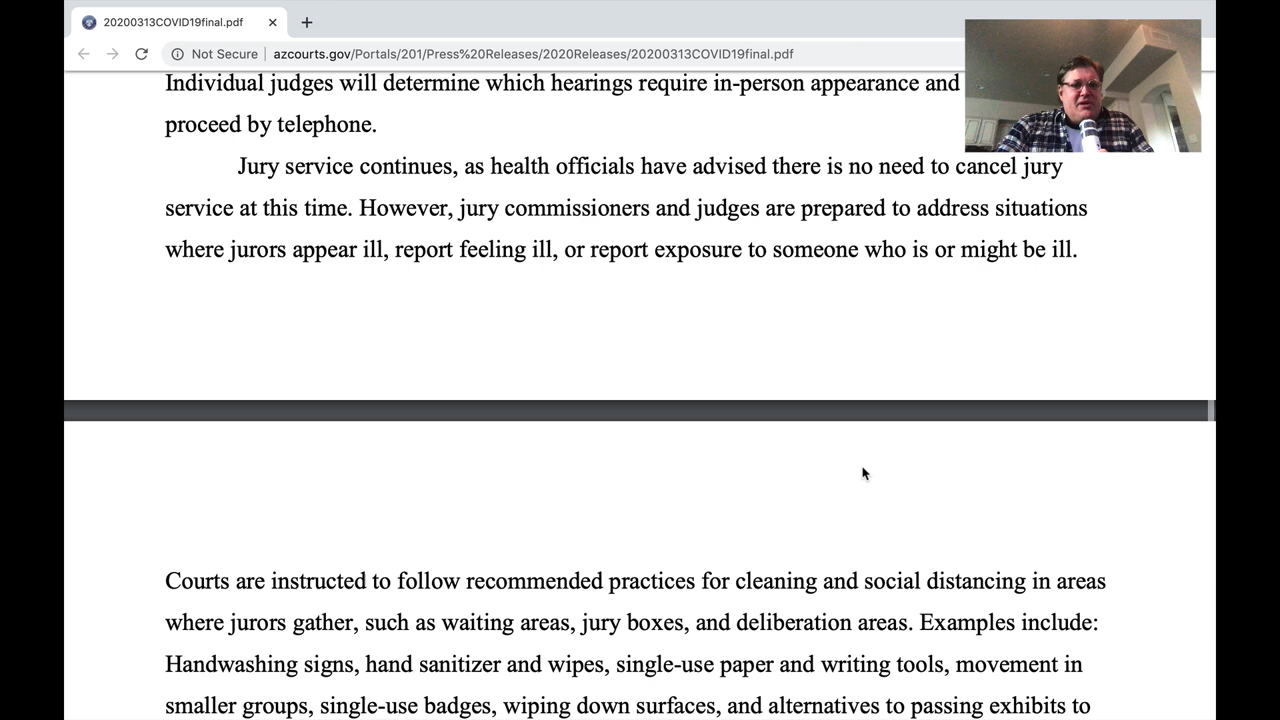 20200313COVID19final.pdf
Not Secure | azcourts.gov/Portals/201/Press%20Releases/2020Releases/20200313COVID19final.pdf
Individual judges will determine which hearings require in-person appearance and
proceed by telephone.
Jury service continues, as health officials have advised there is no need to cancel jury
service at this time. However, jury commissioners and judges are prepared to address situations
where jurors appear ill, report feeling ill, or report exposure to someone who is or might be ill.
Courts are instructed to follow recommended practices for cleaning and social distancing in areas
where jurors gather, such as waiting areas, jury boxes, and deliberation areas. Examples include:
Handwashing signs, hand sanitizer and wipes, single-use paper and writing tools, movement in
smaller groups, single-use badges, wiping down surfaces, and alternatives to passing exhibits to